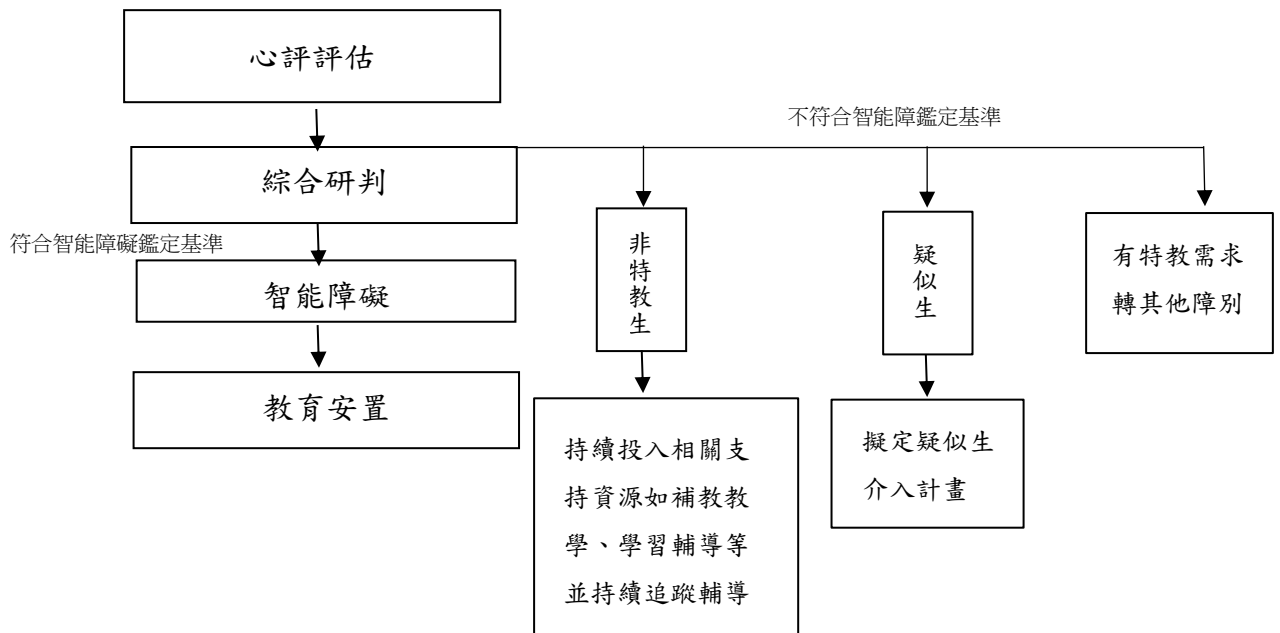 心評評估
不符合智能障鑑定基準
綜合研判
符合智能障礙鑑定基準
智能障礙
教育安置
非特教生
持續投入相關支
持資源如補教教
學、學習輔導等
並持續追蹤輔導
疑似生
擬定疑似生
介入計畫
有特教需求
轉其他障別